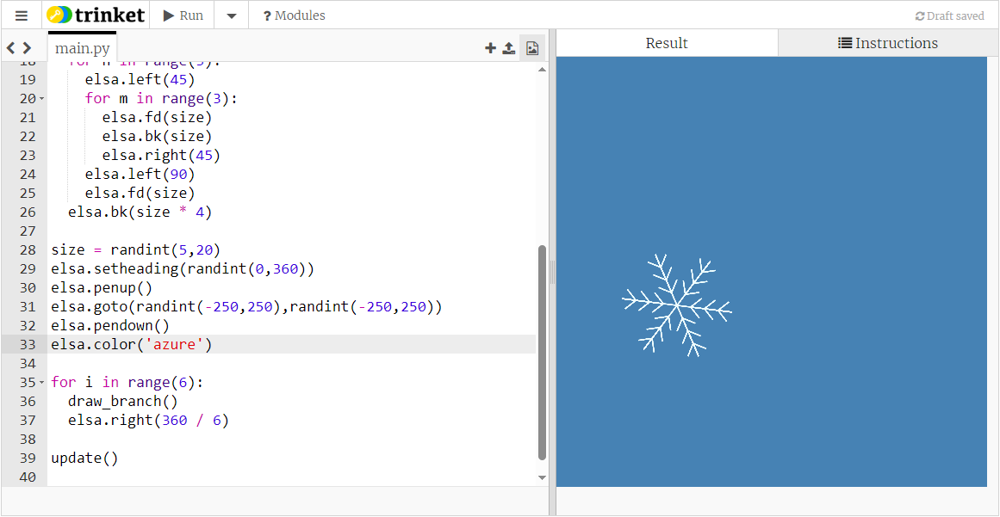 trinket
Run
? Modules
Draft saved
main.py
Result
Instructions
18 for n in range(3):
19 elsa.left(45)
20 for m in range(3):
21 elsa.fd(size)
22 elsa.bk(size)
23 elsa.right(45)
24 elsa.left(90)
25 elsa.fd(size)
26 elsa.bk(size * 4)
27
28 size = randint(5,20)
29 elsa.setheading(randint(0,360))
30 elsa.penup()
31 elsa.goto(randint(-250,250),randint(-250,250))
32 elsa.pendown()
33 elsa.color('azure')
34
35 for i in range(6):
36 draw_branch()
37 elsa.right(360 / 6)
38
39 update()
40